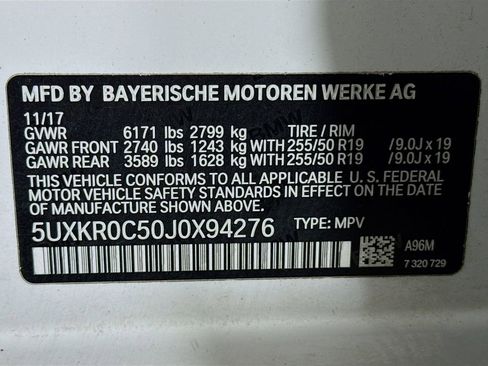 MFD BY BAYERISCHE MOTOREN WERKE AG
11/17
GVWR 6171 lbs 2799 kg TIRE / RIM
GAWR FRONT 2740 lbs 1243 kg WITH 255/50 R19 / 9.0J x 19
GAWR REAR 3589 lbs 1628 kg WITH 255/50 R19 / 9.0J x 19
THIS VEHICLE CONFORMS TO ALL APPLICABLE U. S. FEDERAL
MOTOR VEHICLE SAFETY STANDARDS IN EFFECT ON THE DATE
OF MANUFACTURE SHOWN ABOVE.
5UXKR0C50J0X94276 TYPE: MPV
A96M
7 320 729